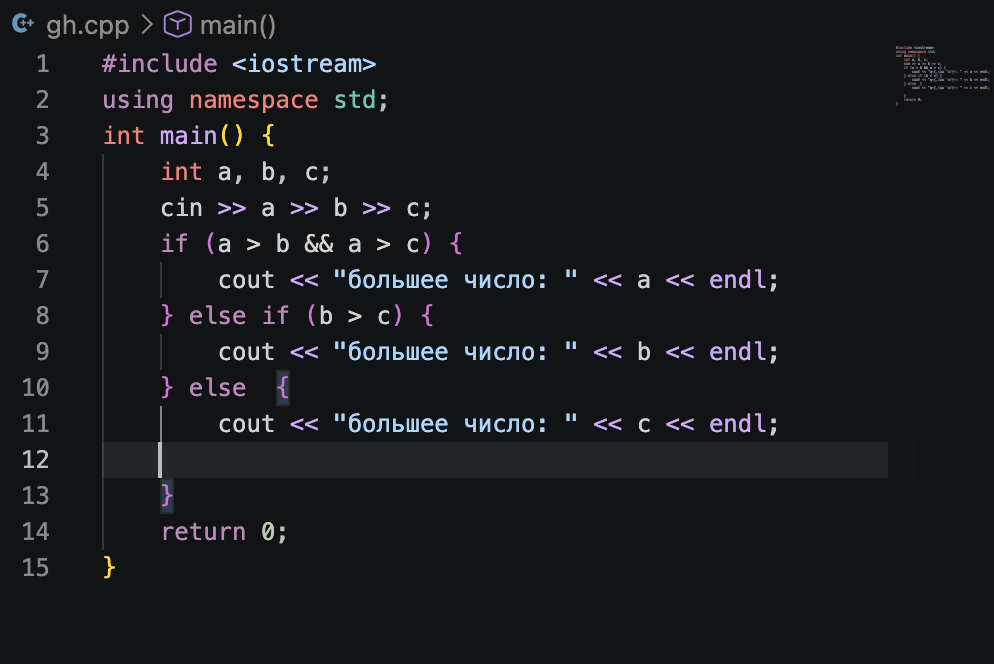 gh.cpp > main()
1 #include <iostream>
2 using namespace std;
3 int main() {
4     int a, b, c;
5     cin >> a >> b >> c;
6     if (a > b && a > c) {
7         cout << "большее число: " << a << endl;
8     } else if (b > c) {
9         cout << "большее число: " << b << endl;
10     } else  {
11         cout << "большее число: " << c << endl;
12
13     }
14     return 0;
15 }